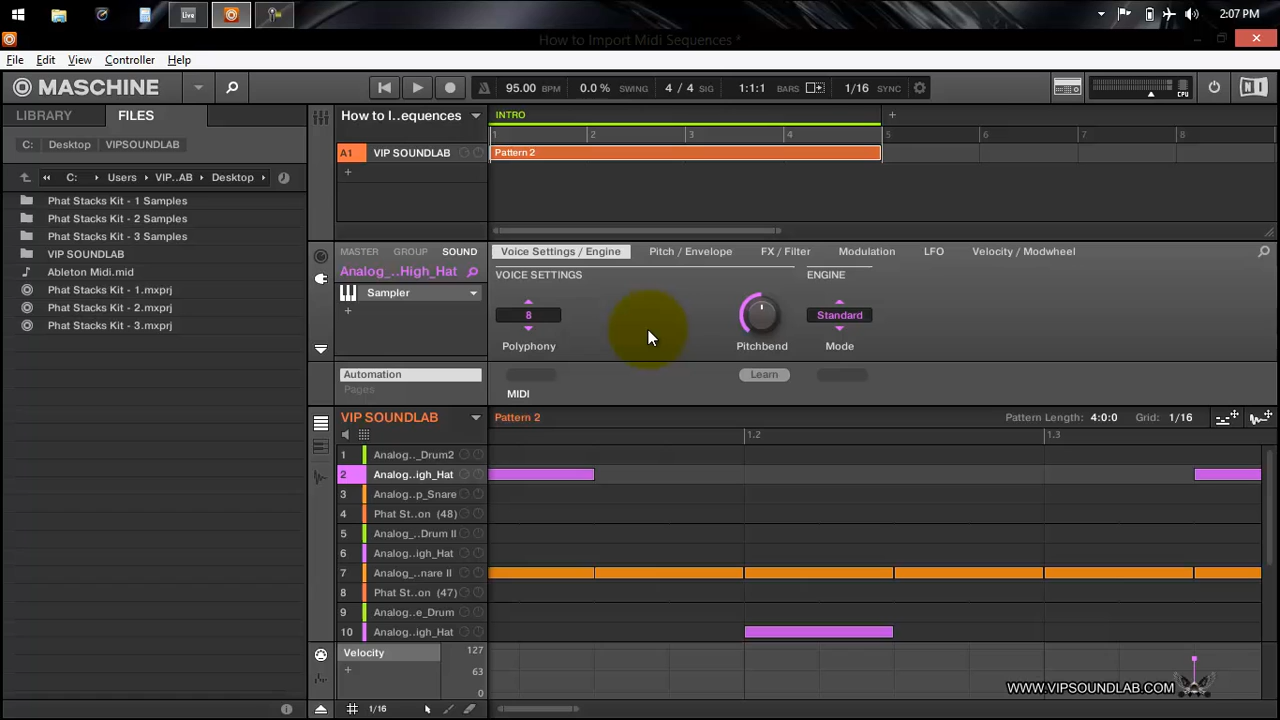 2:07 PM
How to Import Midi Sequences *
File Edit View Controller Help
MASCHINE
95.00 BPM 0.0% SWING 4 / 4 SIG 1:1:1 BARS 1/16 SYNC
CPU
LIBRARY FILES
C: Desktop VIPSOUNDLAB
C: Users VIP..AB Desktop
Phat Stacks Kit - 1 Samples
Phat Stacks Kit - 2 Samples
Phat Stacks Kit - 3 Samples
VIP SOUNDLAB
Ableton Midi.mid
Phat Stacks Kit - 1.mxprj
Phat Stacks Kit - 2.mxprj
Phat Stacks Kit - 3.mxprj
How to I..equences
INTRO
1 2 3 4 5 6 7 8
A1 VIP SOUNDLAB
Pattern 2
MASTER GROUP SOUND
Analog_..High_Hat
Sampler
Automation
Pages
Voice Settings / Engine Pitch / Envelope FX / Filter Modulation LFO Velocity / Modwheel
VOICE SETTINGS ENGINE
8 Standard
Polyphony Pitchbend Mode
Learn
MIDI
VIP SOUNDLAB
Pattern 2 Pattern Length: 4:0:0 Grid: 1/16
1.2 1.3
1 Analog.._Drum2
2 Analog..igh_Hat
3 Analog..p_Snare
4 Phat St..on (48)
5 Analog_..Drum II
6 Analog..igh_Hat
7 Analog_..nare II
8 Phat St..on (47)
9 Analog..e_Drum
10 Analog..igh_Hat
Velocity 127
63
0
1/16
WWW.VIPSOUNDLAB.COM
Live